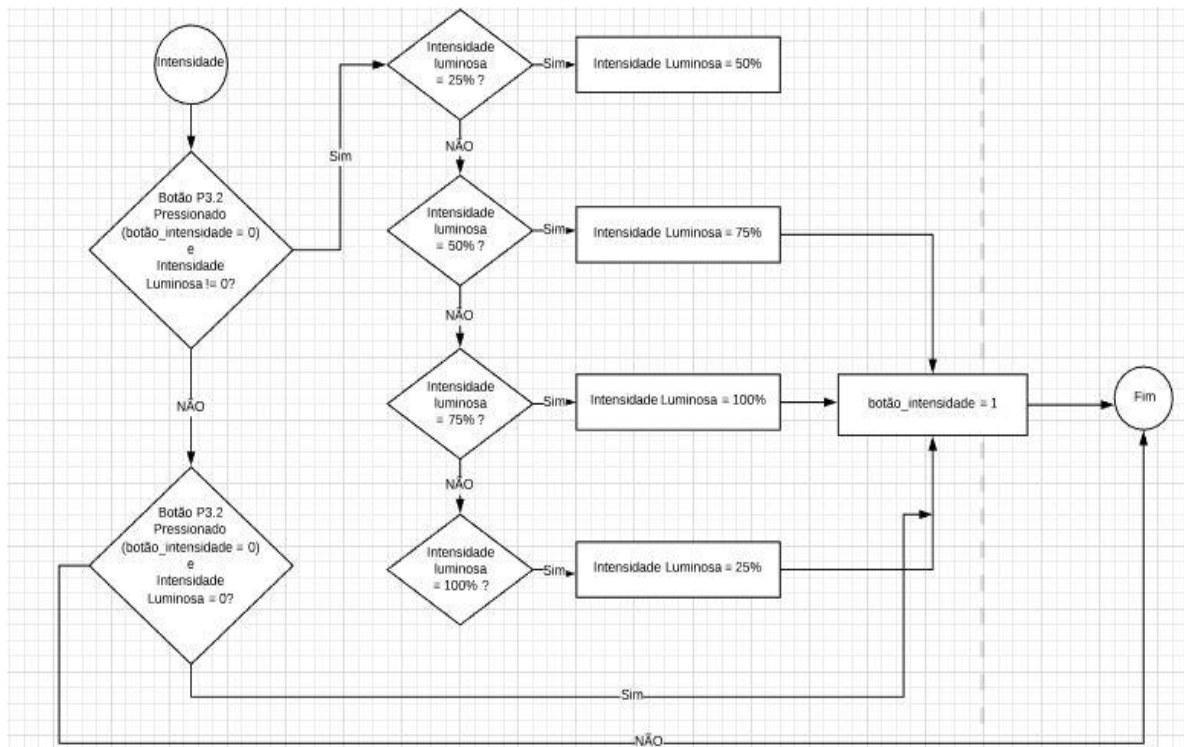 Intensidade
Botão P3.2
Pressionado
(botão_intensidade = 0)
e
Intensidade
Luminosa != 0?
Sim
NÃO
Botão P3.2
Pressionado
(botão_intensidade = 0)
e
Intensidade
Luminosa = 0?
Sim
NÃO
Intensidade
luminosa
= 25% ?
Sim
Intensidade Luminosa = 50%
NÃO
Intensidade
luminosa
= 50% ?
Sim
Intensidade Luminosa = 75%
NÃO
Intensidade
luminosa
= 75% ?
Sim
Intensidade Luminosa = 100%
NÃO
Intensidade
luminosa
= 100% ?
Sim
Intensidade Luminosa = 25%
botão_intensidade = 1
Fim